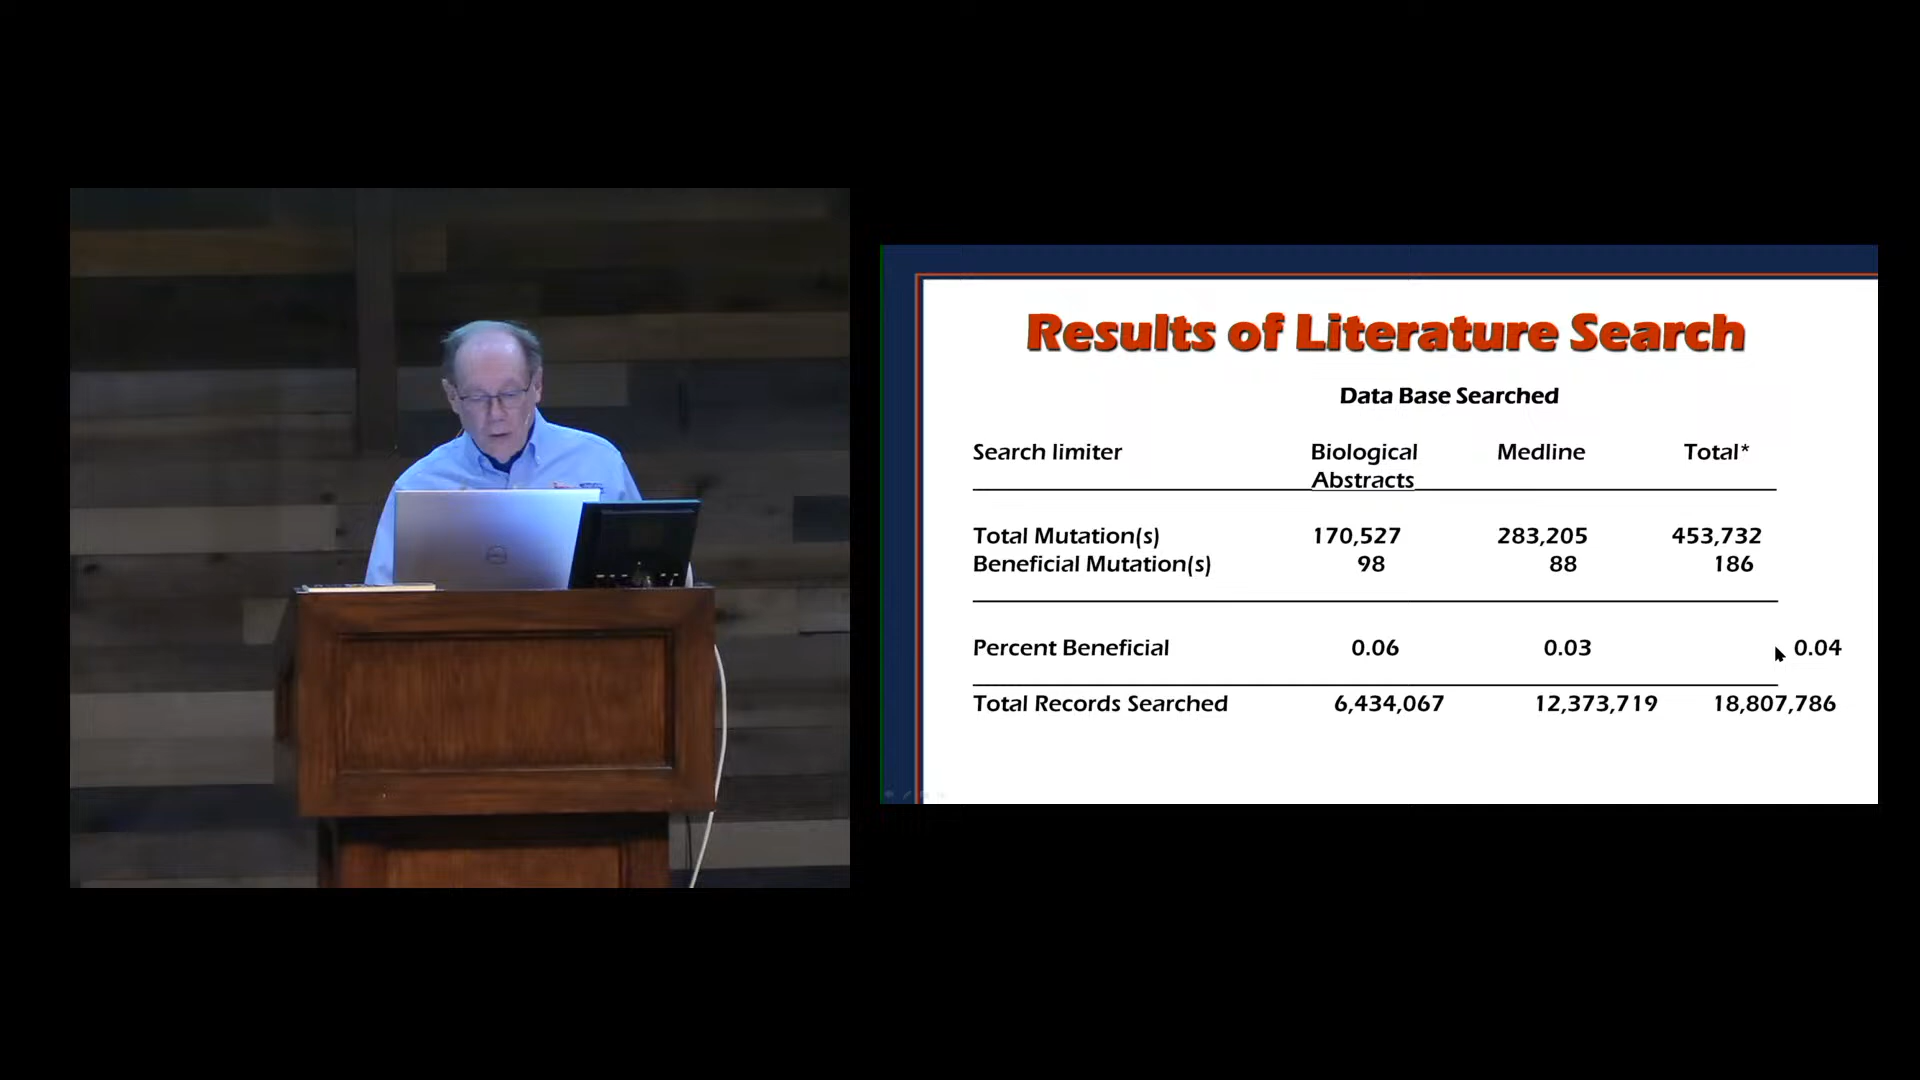 Results of Literature Search
Data Base Searched
Search limiter Biological Abstracts Medline Total*
Total Mutation(s) 170,527 283,205 453,732
Beneficial Mutation(s) 98 88 186
Percent Beneficial 0.06 0.03 0.04
Total Records Searched 6,434,067 12,373,719 18,807,786